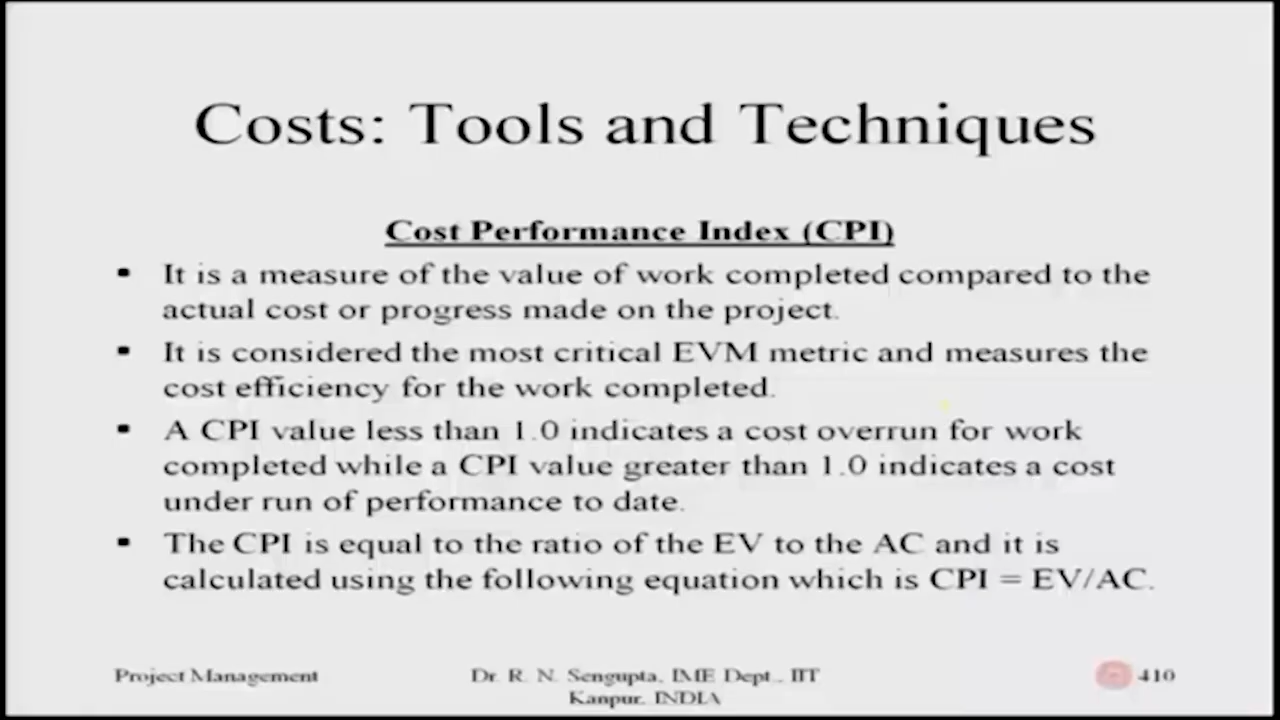 Costs: Tools and Techniques
Cost Performance Index (CPI)
▪ It is a measure of the value of work completed compared to the
actual cost or progress made on the project.
▪ It is considered the most critical EVM metric and measures the
cost efficiency for the work completed.
▪ A CPI value less than 1.0 indicates a cost overrun for work
completed while a CPI value greater than 1.0 indicates a cost
under run of performance to date.
▪ The CPI is equal to the ratio of the EV to the AC and it is
calculated using the following equation which is CPI = EV/AC.
Project Management
Dr. R. N. Sengupta, IME Dept., IIT
Kanpur, INDIA
410